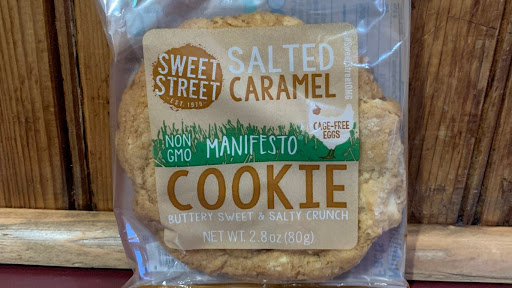 SWEET
STREET
EST. 1979
SALTED
CARAMEL
CAGE-FREE
EGGS
NON
GMO
MANIFESTO
COOKIE
BUTTERY SWEET & SALTY CRUNCH
NET WT. 2.8 oz (80g)